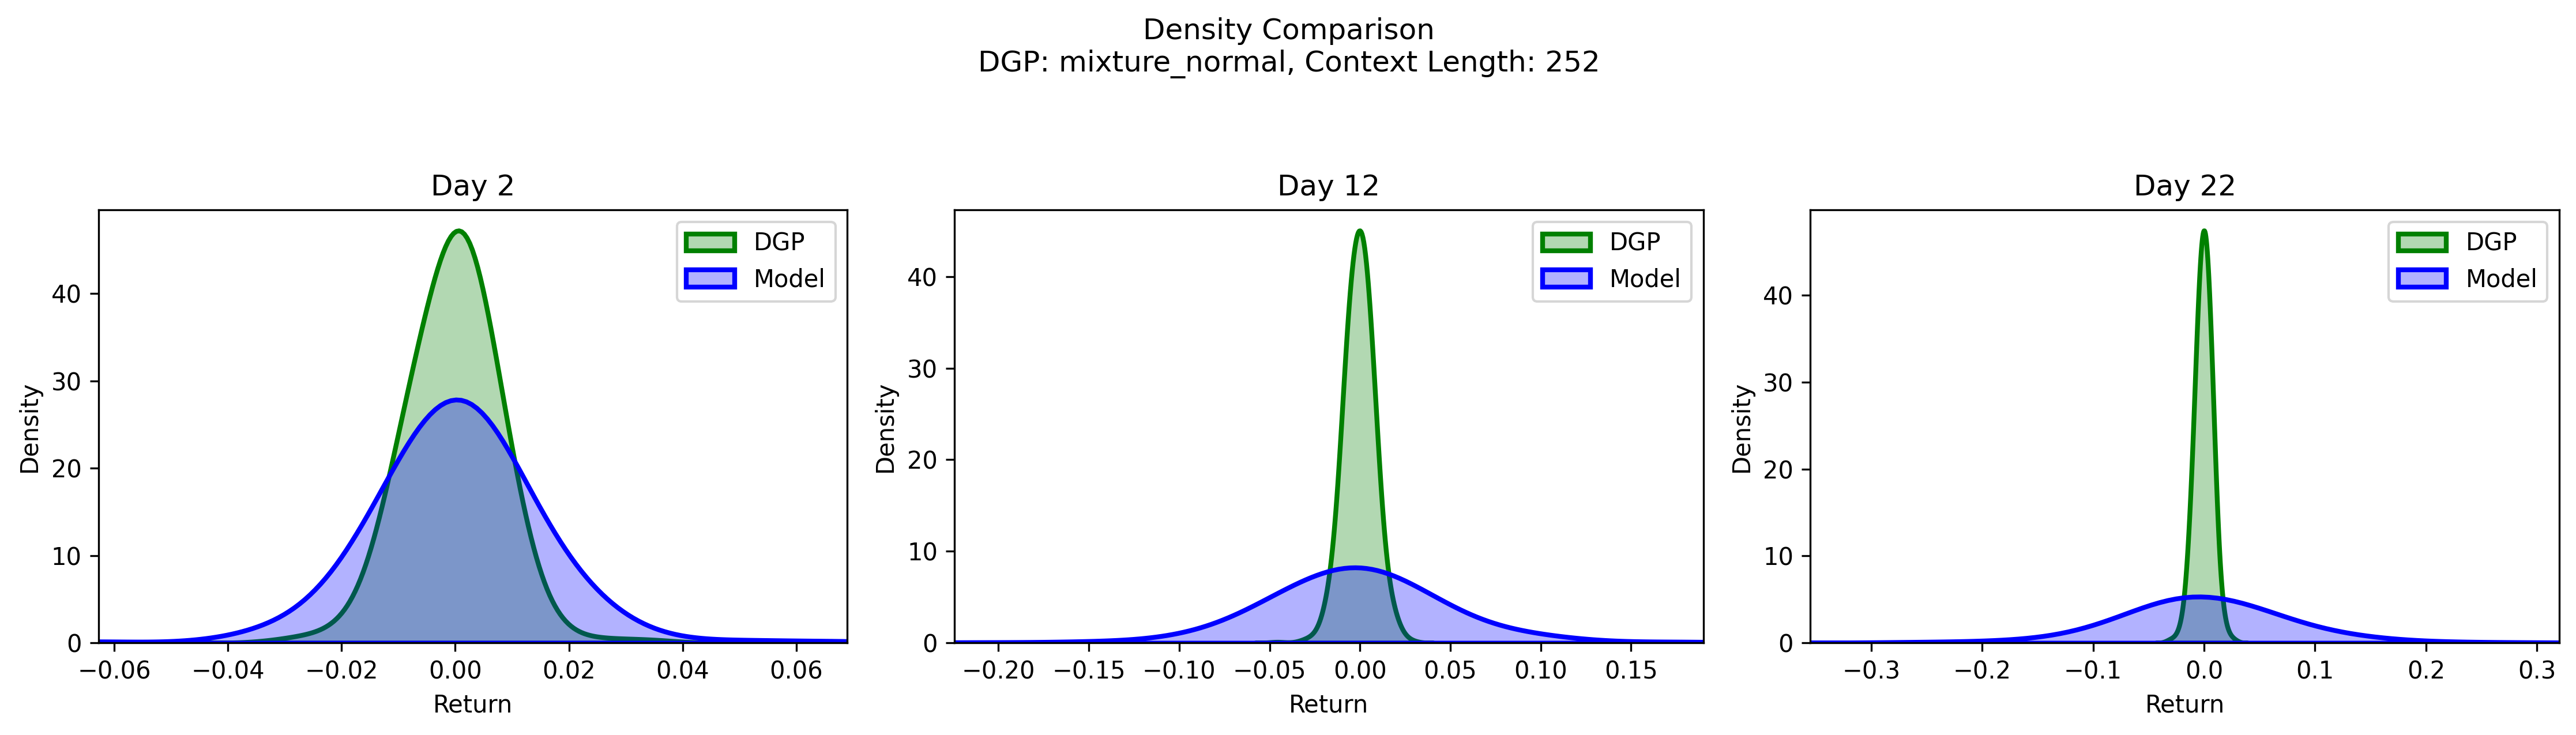 Density Comparison
DGP: mixture_normal, Context Length: 252
Day 2
Density
40
30
20
10
0
−0.06 −0.04 −0.02 0.00 0.02 0.04 0.06
Return
DGP
Model
Day 12
Density
40
30
20
10
0
−0.20 −0.15 −0.10 −0.05 0.00 0.05 0.10 0.15
Return
DGP
Model
Day 22
Density
40
30
20
10
0
−0.3 −0.2 −0.1 0.0 0.1 0.2 0.3
Return
DGP
Model